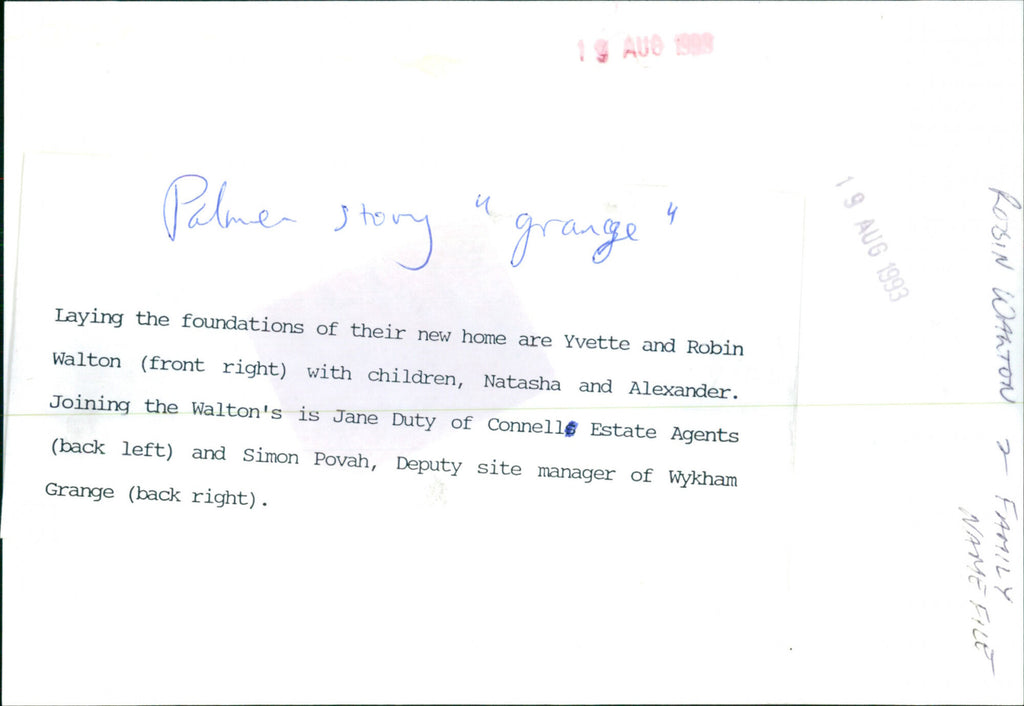 19 AUG 1993
Palmer story "grange"
19 AUG 1993
Laying the foundations of their new home are Yvette and Robin
Walton (front right) with children, Natasha and Alexander.
Joining the Walton's is Jane Duty of Connells Estate Agents
(back left) and Simon Povah, Deputy site manager of Wykham
Grange (back right).
ROBIN WALTON & FAMILY
NAME FILE